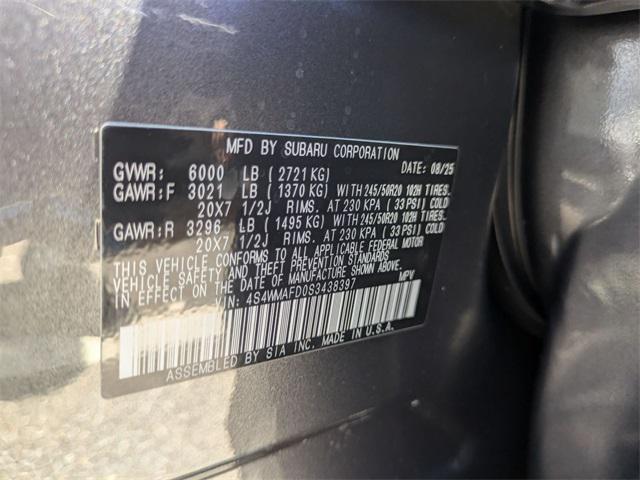 MFD BY SUBARU CORPORATION DATE: 08/25
GVWR: 6000 LB (2721 KG)
GAWR:F 3021 LB (1370 KG) WITH 245/50R20 102H TIRES,
20X7 1/2J RIMS. AT 230 KPA (33 PSI) COLD
GAWR:R 3296 LB (1495 KG) WITH 245/50R20 102H TIRES,
20X7 1/2J RIMS. AT 230 KPA (33 PSI) COLD
THIS VEHICLE CONFORMS TO ALL APPLICABLE FEDERAL MOTOR
VEHICLE SAFETY AND THEFT PREVENTION STANDARDS
IN EFFECT ON THE DATE OF MANUFACTURE SHOWN ABOVE.
VIN: 4S4WMAFD0S3438397 MPV
ASSEMBLED BY SIA INC. MADE IN U.S.A.